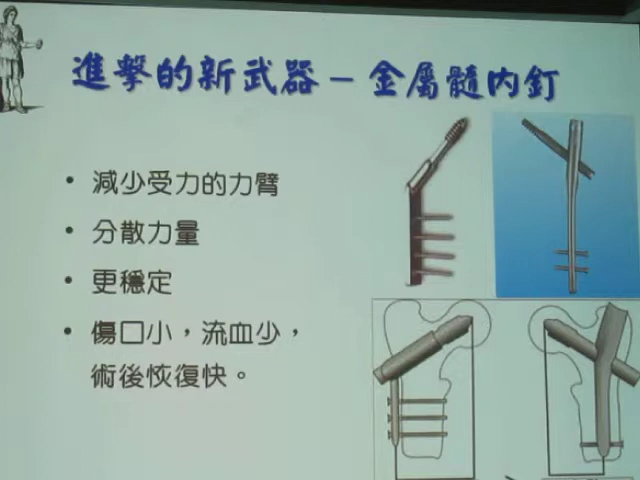 進擊的新武器－金屬髓內釘
• 減少受力的力臂
• 分散力量
• 更穩定
• 傷口小，流血少，
術後恢復快。